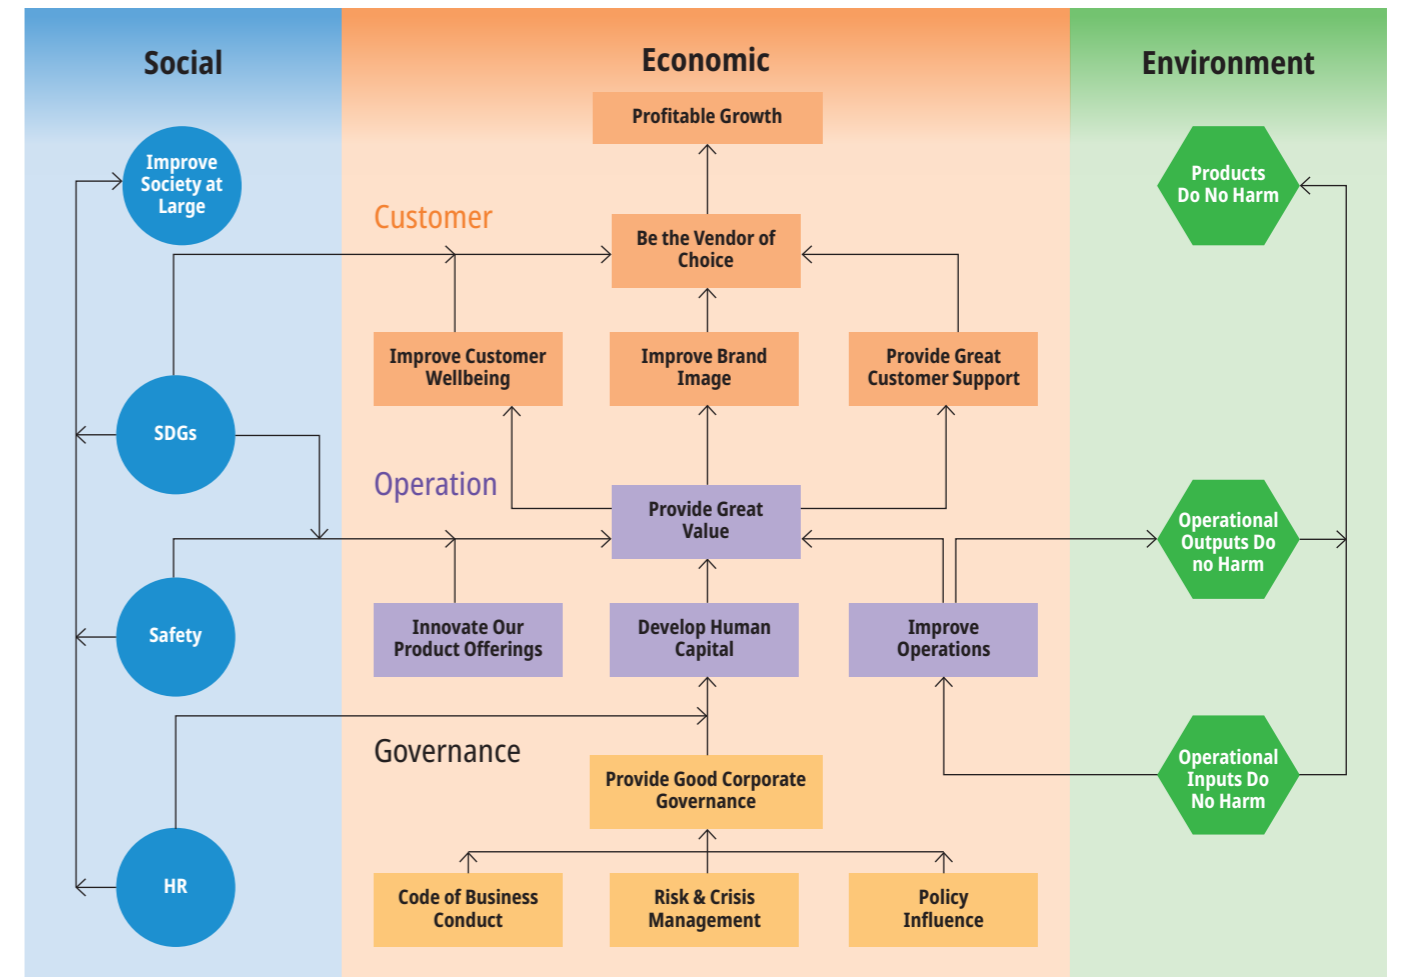 Social
Economic
Environment
Profitable Growth
Improve
Society at
Large
Products
Do No Harm
Customer
Be the Vendor of
Choice
Improve Customer
Wellbeing
Improve Brand
Image
Provide Great
Customer Support
SDGs
Operation
Provide Great
Value
Operational
Outputs Do
no Harm
Safety
Innovate Our
Product Offerings
Develop Human
Capital
Improve
Operations
Governance
Provide Good Corporate
Governance
Operational
Inputs Do
No Harm
HR
Code of Business
Conduct
Risk & Crisis
Management
Policy
Influence